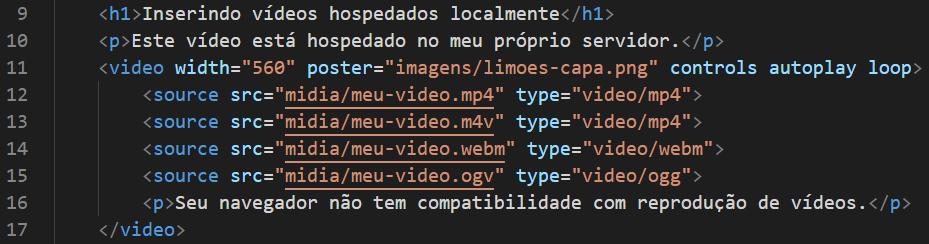 9 <h1>Inserindo vídeos hospedados localmente</h1>
10 <p>Este vídeo está hospedado no meu próprio servidor.</p>
11 <video width="560" poster="imagens/limoes-capa.png" controls autoplay loop>
12 <source src="midia/meu-video.mp4" type="video/mp4">
13 <source src="midia/meu-video.m4v" type="video/mp4">
14 <source src="midia/meu-video.webm" type="video/webm">
15 <source src="midia/meu-video.ogv" type="video/ogg">
16 <p>Seu navegador não tem compatibilidade com reprodução de vídeos.</p>
17 </video>